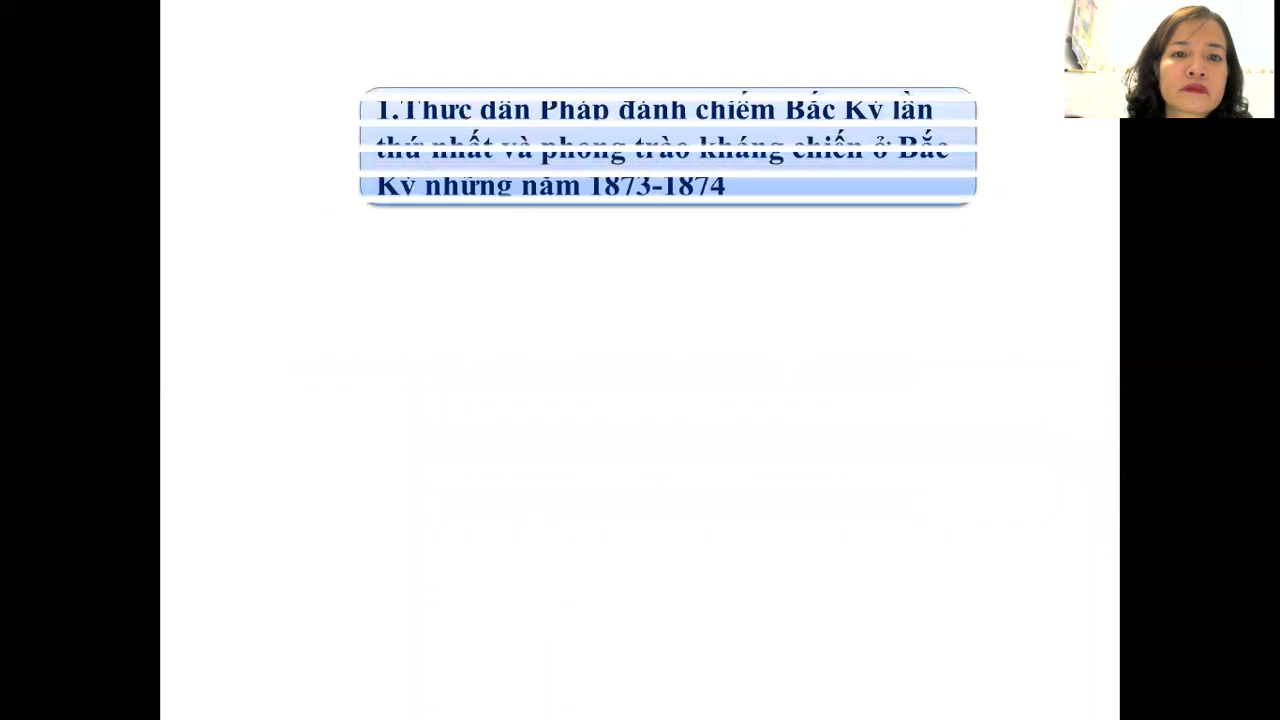 1.Thực dân Pháp đánh chiếm Bắc Kỳ lần
thứ nhất và phong trào kháng chiến ở Bắc
Kỳ những năm 1873-1874